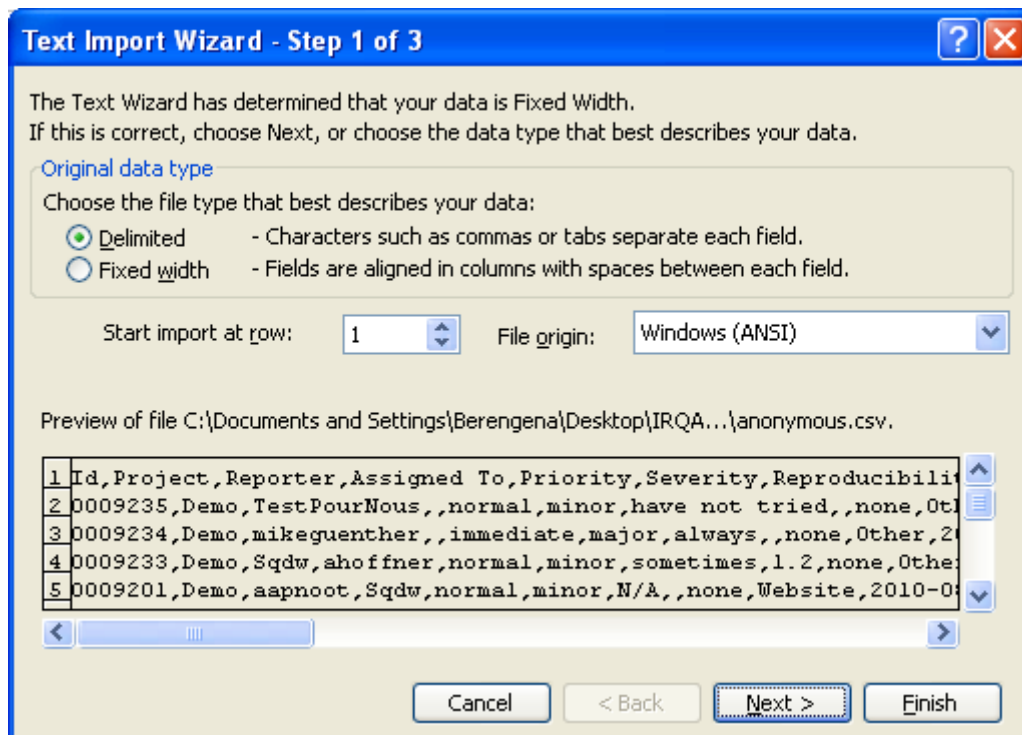 Text Import Wizard - Step 1 of 3
The Text Wizard has determined that your data is Fixed Width.
If this is correct, choose Next, or choose the data type that best describes your data.
Original data type
Choose the file type that best describes your data:
Delimited - Characters such as commas or tabs separate each field.
Fixed width - Fields are aligned in columns with spaces between each field.
Start import at row: 1 File origin: Windows (ANSI)
Preview of file C:\Documents and Settings\Berengena\Desktop\IRQA...\anonymous.csv.
1 Id,Project,Reporter,Assigned To,Priority,Severity,Reproducibilit
2 0009235,Demo,TestPourNous,,normal,minor,have not tried,,none,Ot
3 0009234,Demo,mikeguenther,,immediate,major,always,,none,Other,2
4 0009233,Demo,Sqdw,ahoffner,normal,minor,sometimes,1.2,none,Othe
5 0009201,Demo,aapnoot,Sqdw,normal,minor,N/A,,none,Website,2010-0
Cancel < Back Next > Finish